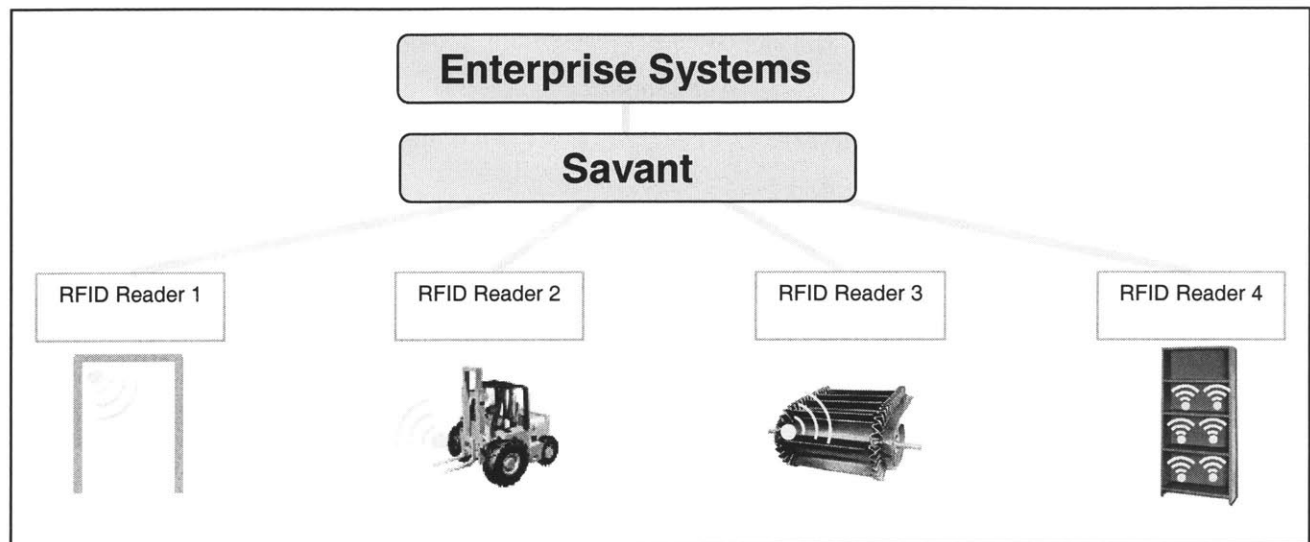 Enterprise Systems
Savant
RFID Reader 1
RFID Reader 2
RFID Reader 3
RFID Reader 4